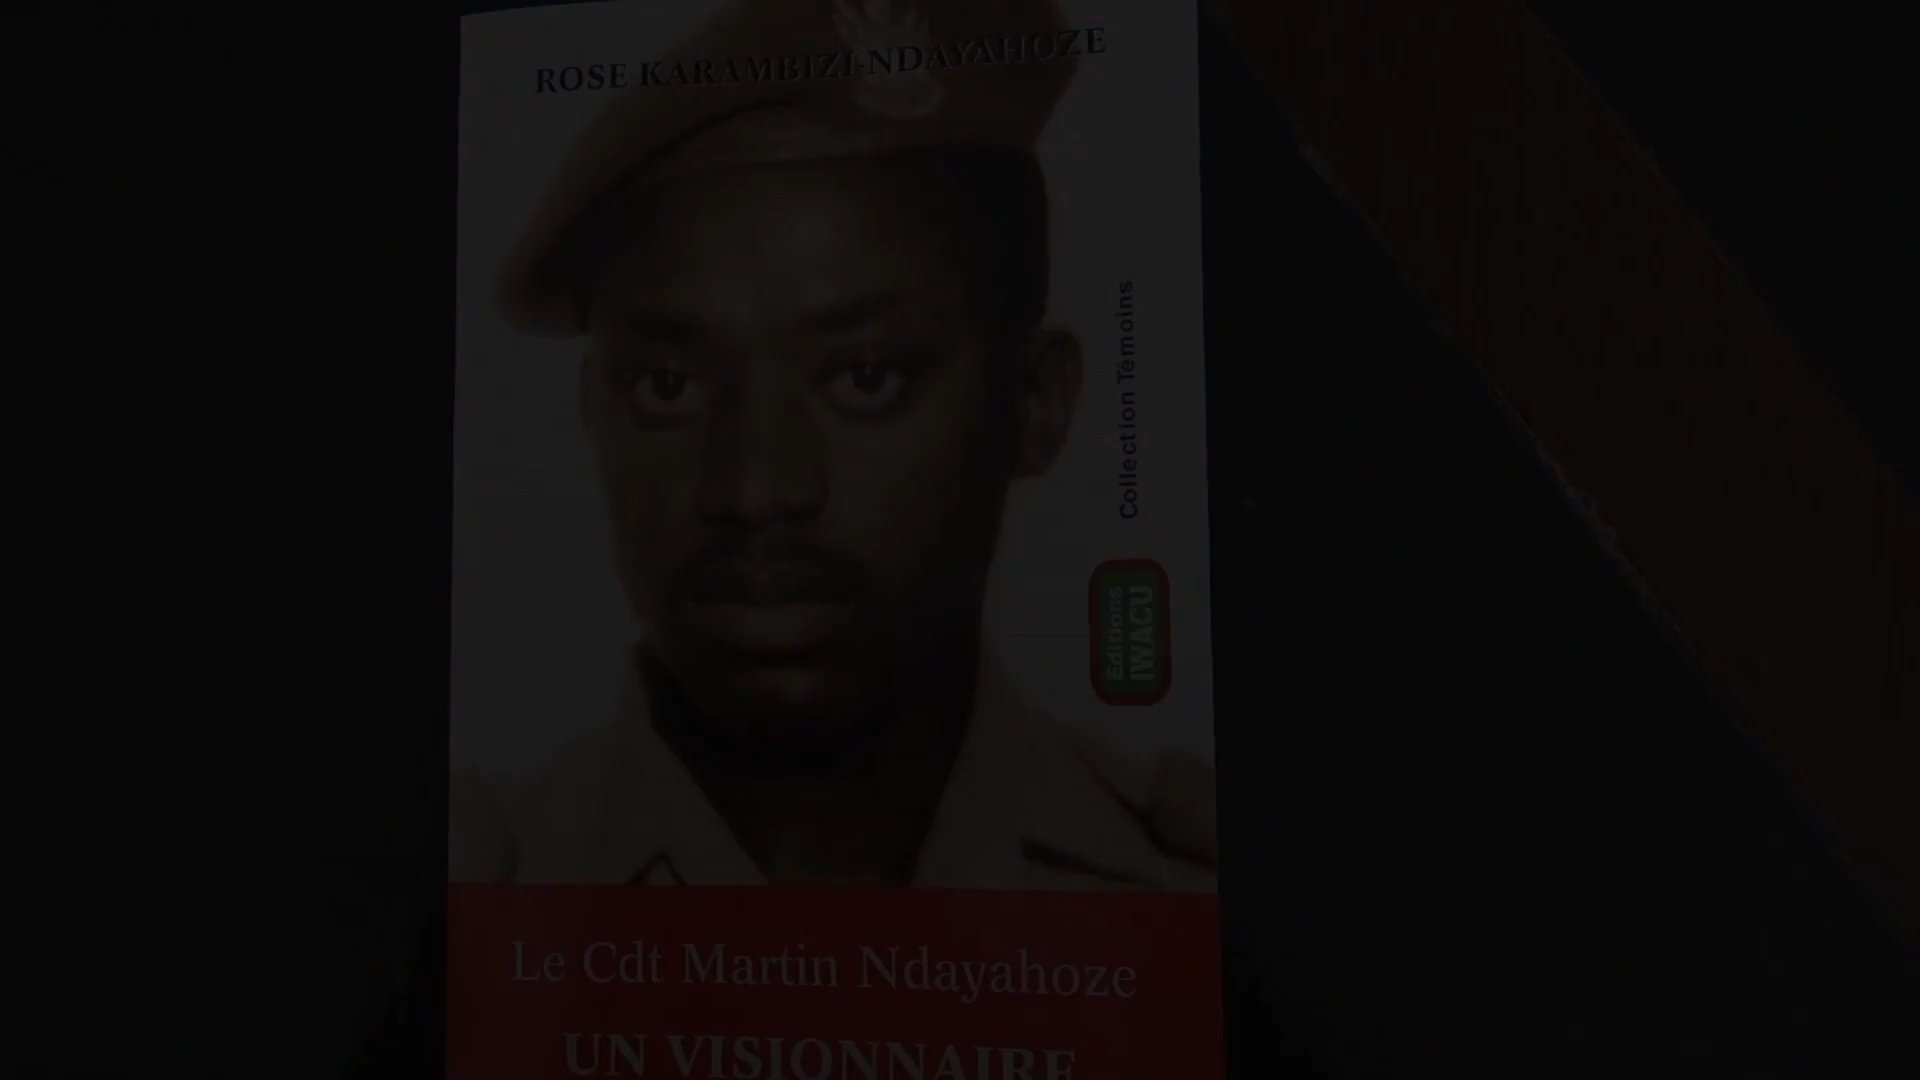 ROSE KARAMBIZI-NDAYAHOZE
Collection Témoins
Editions
IWACU
Le Cdt Martin Ndayahoze
UN VISIONNAIRE